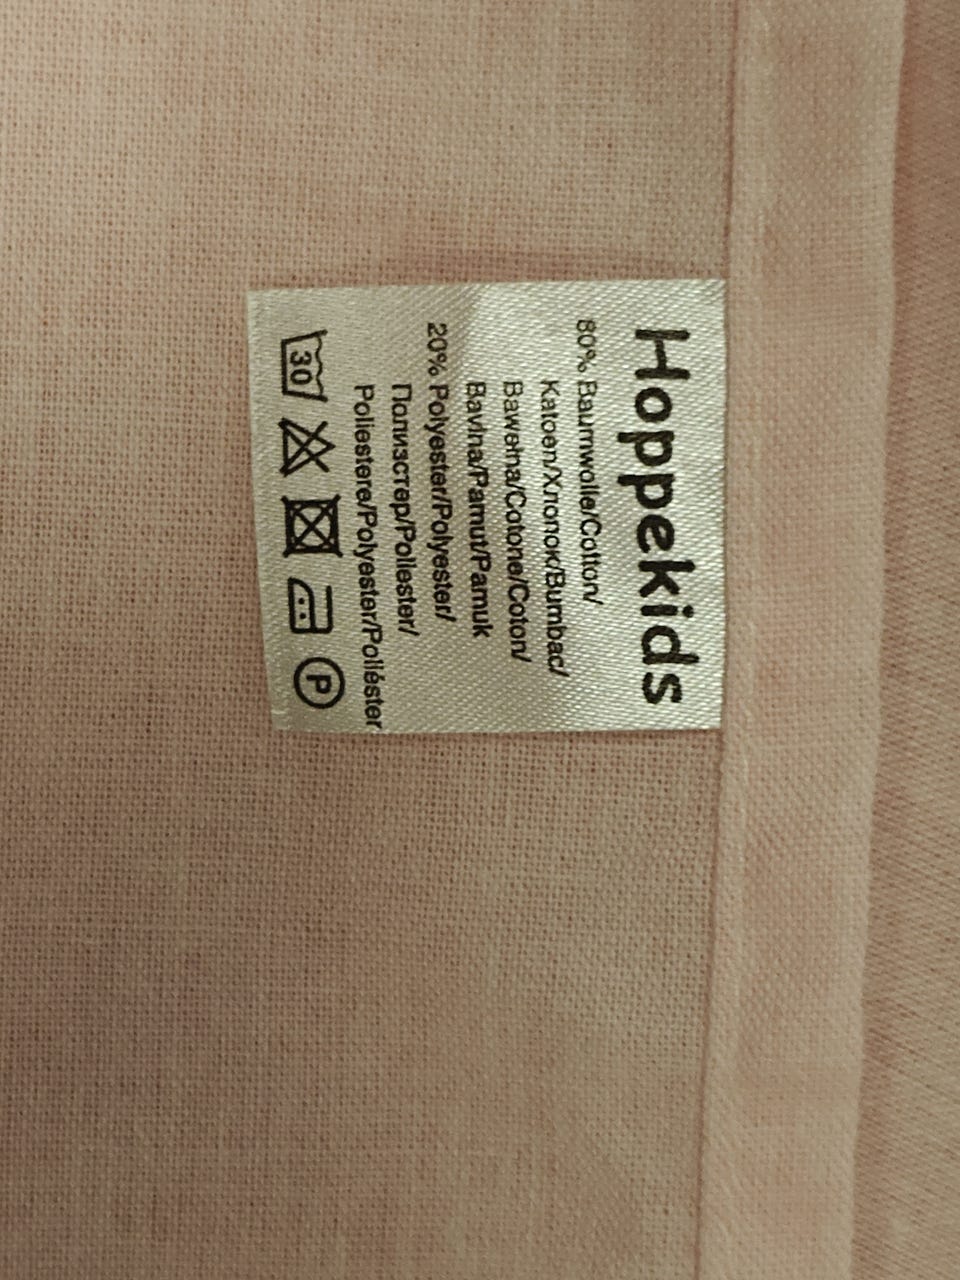 Hoppekids
80% Baumwolle/Cotton/
Katoen/Хлопок/Bumbac/
Bawełna/Cotone/Coton/
Bavlna/Pamut/Pamuk
20% Polyester/Polyester/
Полиэстер/Poliester/
Poliestere/Polyester/Poliéster
30 P